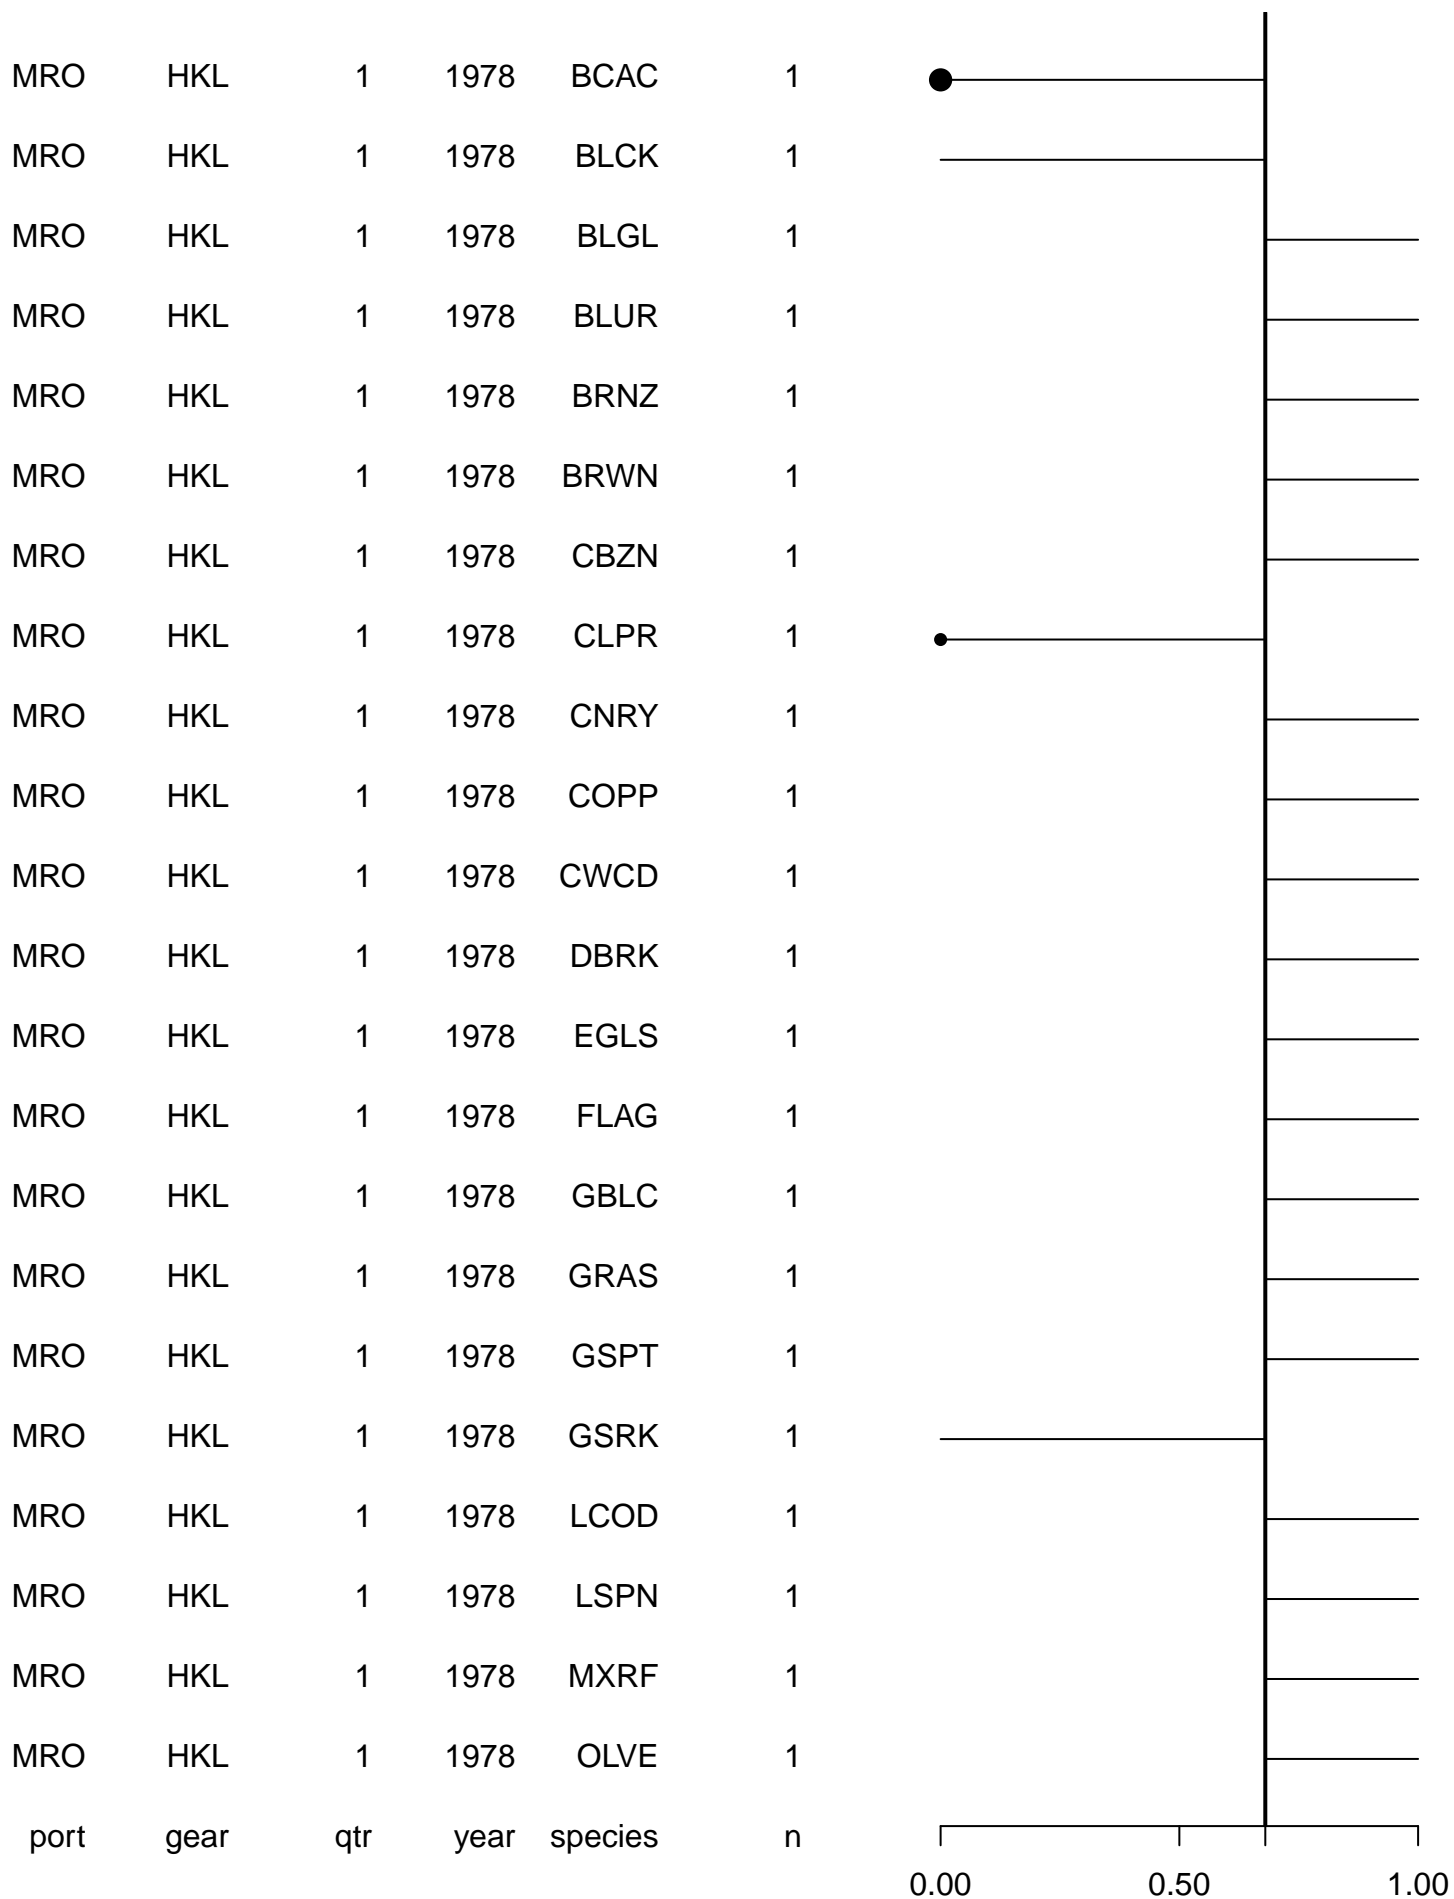 MRO HKL 1 1978 BCAC 1
MRO HKL 1 1978 BLCK 1
MRO HKL 1 1978 BLGL 1
MRO HKL 1 1978 BLUR 1
MRO HKL 1 1978 BRNZ 1
MRO HKL 1 1978 BRWN 1
MRO HKL 1 1978 CBZN 1
MRO HKL 1 1978 CLPR 1
MRO HKL 1 1978 CNRY 1
MRO HKL 1 1978 COPP 1
MRO HKL 1 1978 CWCD 1
MRO HKL 1 1978 DBRK 1
MRO HKL 1 1978 EGLS 1
MRO HKL 1 1978 FLAG 1
MRO HKL 1 1978 GBLC 1
MRO HKL 1 1978 GRAS 1
MRO HKL 1 1978 GSPT 1
MRO HKL 1 1978 GSRK 1
MRO HKL 1 1978 LCOD 1
MRO HKL 1 1978 LSPN 1
MRO HKL 1 1978 MXRF 1
MRO HKL 1 1978 OLVE 1
port gear qtr year species n
0.00 0.50 1.00